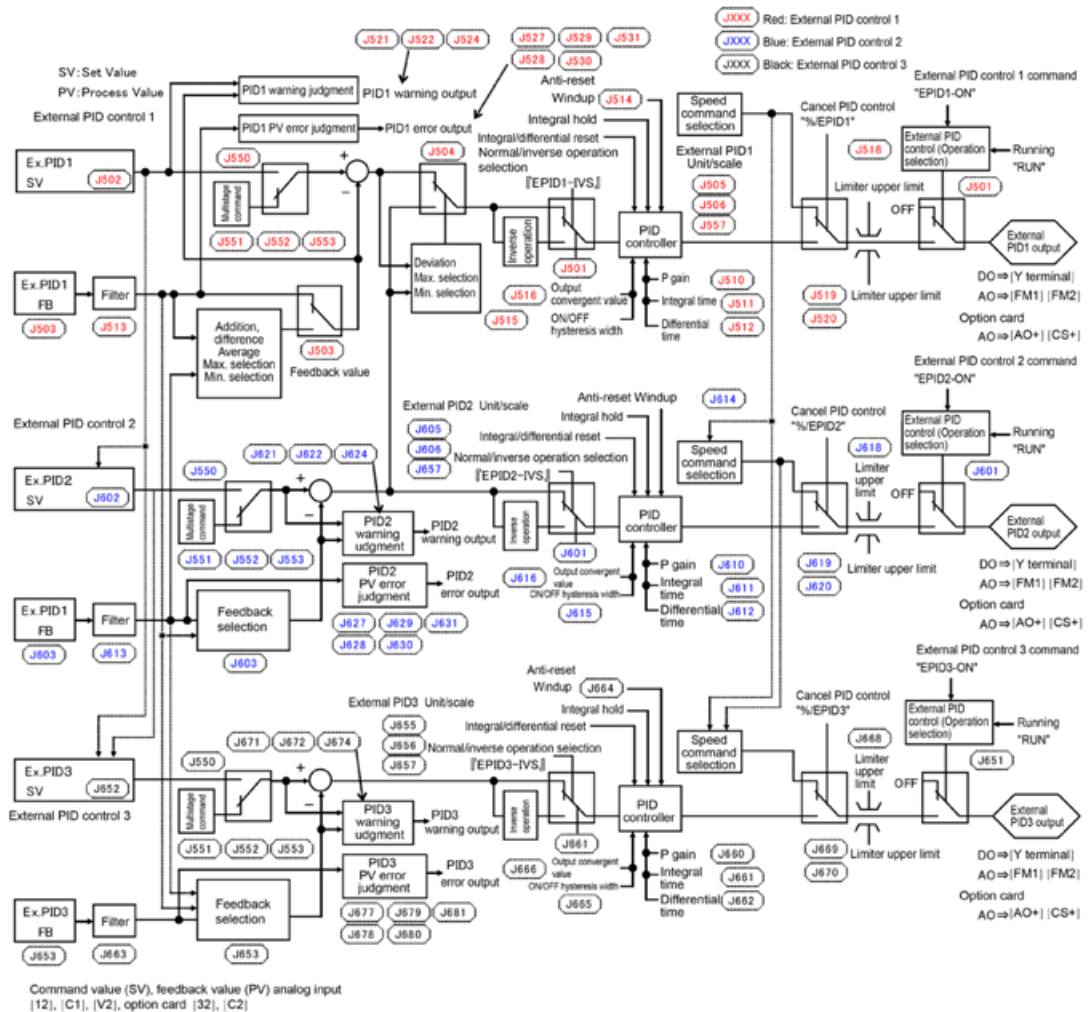 JXXX Red: External PID control 1
JXXX Blue: External PID control 2
JXXX Black: External PID control 3
SV: Set Value
PV: Process Value
External PID control 1
J521 J522 J524
J527 J529 J531
J528 J530
PID1 warning judgment
PID1 warning output
PID1 PV error judgment
PID1 error output
Ex.PID1
SV
J502
J550
Multistage
command
J551 J552 J553
+
−
J504
Deviation
Max. selection
Min. selection
Anti-reset
Windup
J514
Integral hold
Integral/differential reset
Normal/inverse operation
selection
『EPID1-IVS』
Inverse
operation
J501
PID
controller
External PID1
Unit/scale
J505
J506
J557
J516
Output
convergent value
J515
ON/OFF
hysteresis width
P gain
J510
Integral time
J511
Differential
time
J512
Speed
command
selection
Cancel PID control
"%/EPID1"
J518
Limiter upper limit
J519
J520
Limiter upper limit
External PID control 1 command
"EPID1-ON"
External PID
control (Operation
selection)
Running
"RUN"
J501
OFF
External
PID1 output
DO⇒[Y terminal]
AO⇒[FM1] [FM2]
Option card
AO⇒[AO+] [CS+]
Ex.PID1
FB
J503
Filter
J513
Addition,
difference
Average
Max. selection
Min. selection
J503
Feedback value
External PID control 2
Ex.PID2
SV
J602
J550
Multistage
command
J551 J552 J553
J621 J622 J624
+
−
PID2
warning
udgment
PID2
warning output
PID2
PV error
judgment
PID2
error output
J627 J629 J631
J628 J630
External PID2 Unit/scale
J605
J606
J657
Anti-reset Windup
J614
Integral hold
Integral/differential reset
Normal/inverse operation selection
『EPID2-IVS』
Inverse
operation
J601
PID
controller
J616
Output convergent
value
ON/OFF hysteresis width
J615
P gain
J610
Integral
time
J611
Differential
time
J612
Speed
command
selection
Cancel PID control
"%/EPID2"
J618
Limiter
upper
limit
J619
J620
Limiter upper limit
External PID control 2 command
"EPID2-ON"
External PID
control (Operation
selection)
Running
"RUN"
J601
OFF
External
PID2 output
DO⇒[Y terminal]
AO⇒[FM1] [FM2]
Option card
AO⇒[AO+] [CS+]
Ex.PID1
FB
J603
Filter
J613
Feedback
selection
J603
Ex.PID3
SV
J652
External PID control 3
J550
Multistage
command
J551 J552 J553
J671 J672 J674
+
−
PID3
warning
udgment
PID3
warning output
PID3
PV error
judgment
PID3
error output
J677 J679 J681
J678 J680
External PID3 Unit/scale
J655
J656
J657
Anti-reset
Windup
J664
Integral hold
Integral/differential reset
Normal/inverse operation selection
『EPID3-IVS』
Inverse
operation
J661
PID
controller
J666
Output convergent
value
ON/OFF hysteresis width
J665
P gain
J660
Integral
time
J661
Differential
time
J662
Speed
command
selection
Cancel PID control
"%/EPID3"
J668
Limiter
upper
limit
J669
J670
Limiter upper limit
External PID control 3 command
"EPID3-ON"
External PID
control (Operation
selection)
Running
"RUN"
J651
OFF
External
PID3 output
DO⇒[Y terminal]
AO⇒[FM1] [FM2]
Option card
AO⇒[AO+] [CS+]
Ex.PID3
FB
J653
Filter
J663
Feedback
selection
J653
Command value (SV), feedback value (PV) analog input
[12], [C1], [V2], option card [32], [C2]